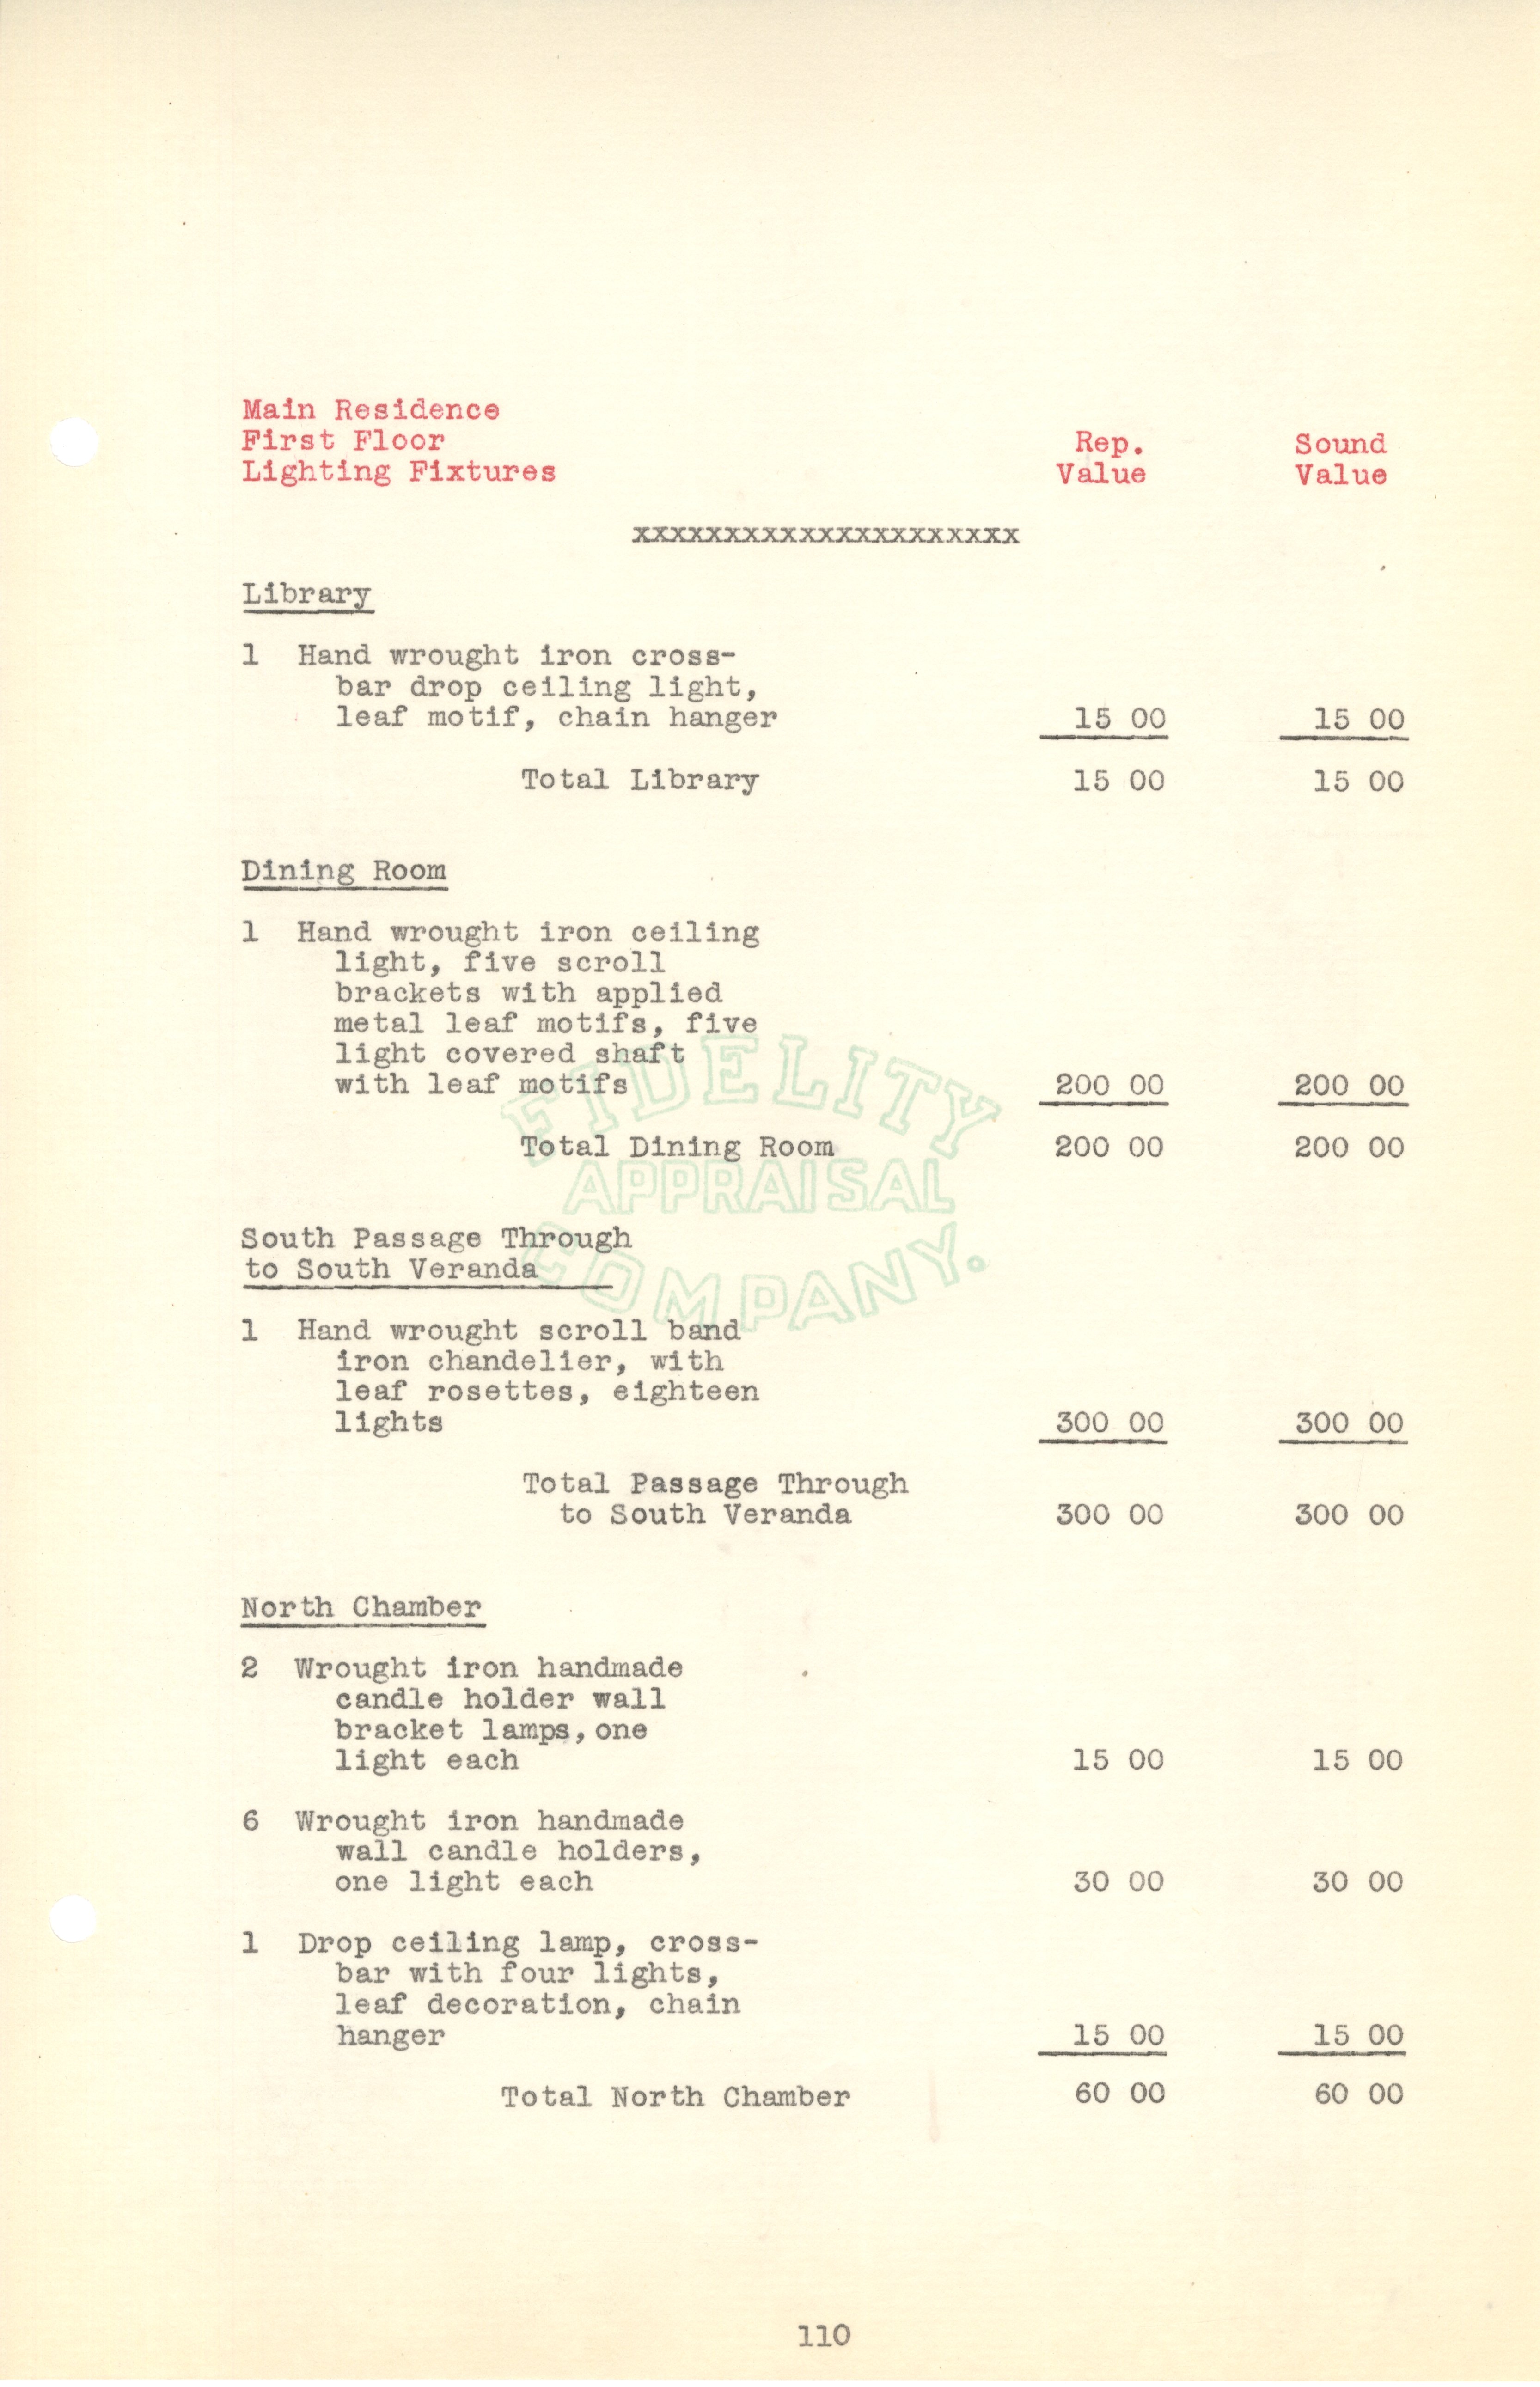 Main Residence
First Floor Rep. Sound
Lighting Fixtures Value Value
xxxxxxxxxxxxxxxxxxxxx
Library
1 Hand wrought iron cross-
bar drop ceiling light,
leaf motif, chain hanger 15 00 15 00
Total Library 15 00 15 00
Dining Room
1 Hand wrought iron ceiling
light, five scroll
brackets with applied
metal leaf motifs, five
light covered shaft
with leaf motifs 200 00 200 00
Total Dining Room 200 00 200 00
FIDELITY
APPRAISAL
COMPANY.
South Passage Through
to South Veranda
1 Hand wrought scroll band
iron chandelier, with
leaf rosettes, eighteen
lights 300 00 300 00
Total Passage Through
to South Veranda 300 00 300 00
North Chamber
2 Wrought iron handmade
candle holder wall
bracket lamps, one
light each 15 00 15 00
6 Wrought iron handmade
wall candle holders,
one light each 30 00 30 00
1 Drop ceiling lamp, cross-
bar with four lights,
leaf decoration, chain
hanger 15 00 15 00
Total North Chamber 60 00 60 00
110